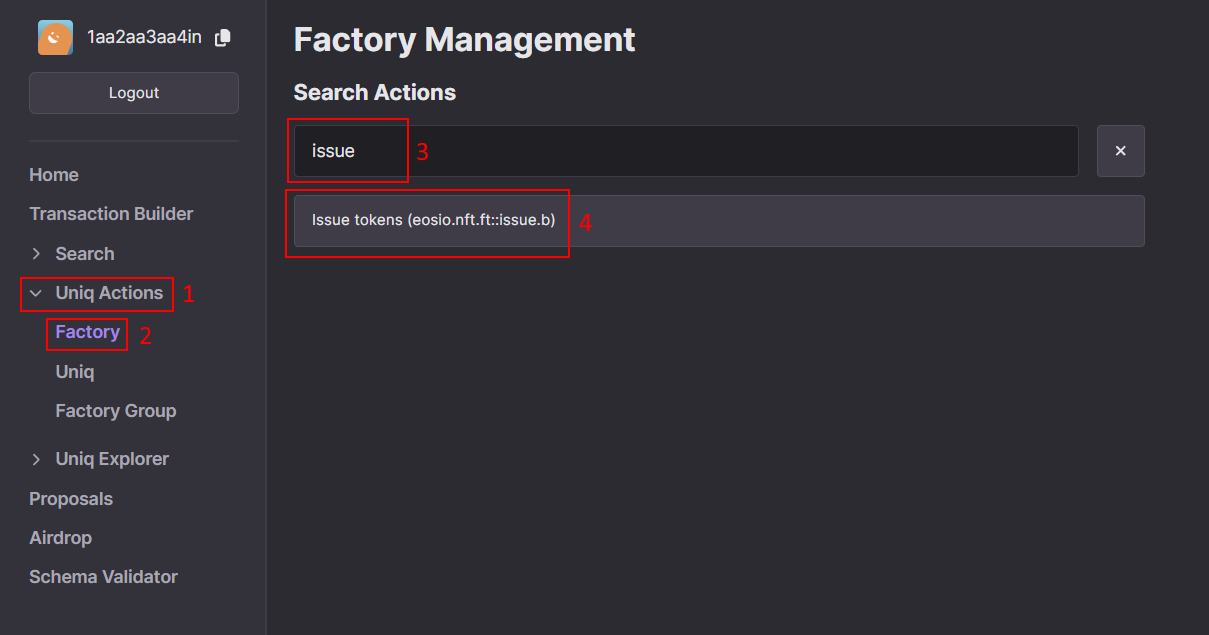 1aa2aa3aa4in
Logout
Home
Transaction Builder
Search
Uniq Actions 1
Factory 2
Uniq
Factory Group
Uniq Explorer
Proposals
Airdrop
Schema Validator
Factory Management
Search Actions
issue 3
Issue tokens (eosio.nft.ft::issue.b) 4